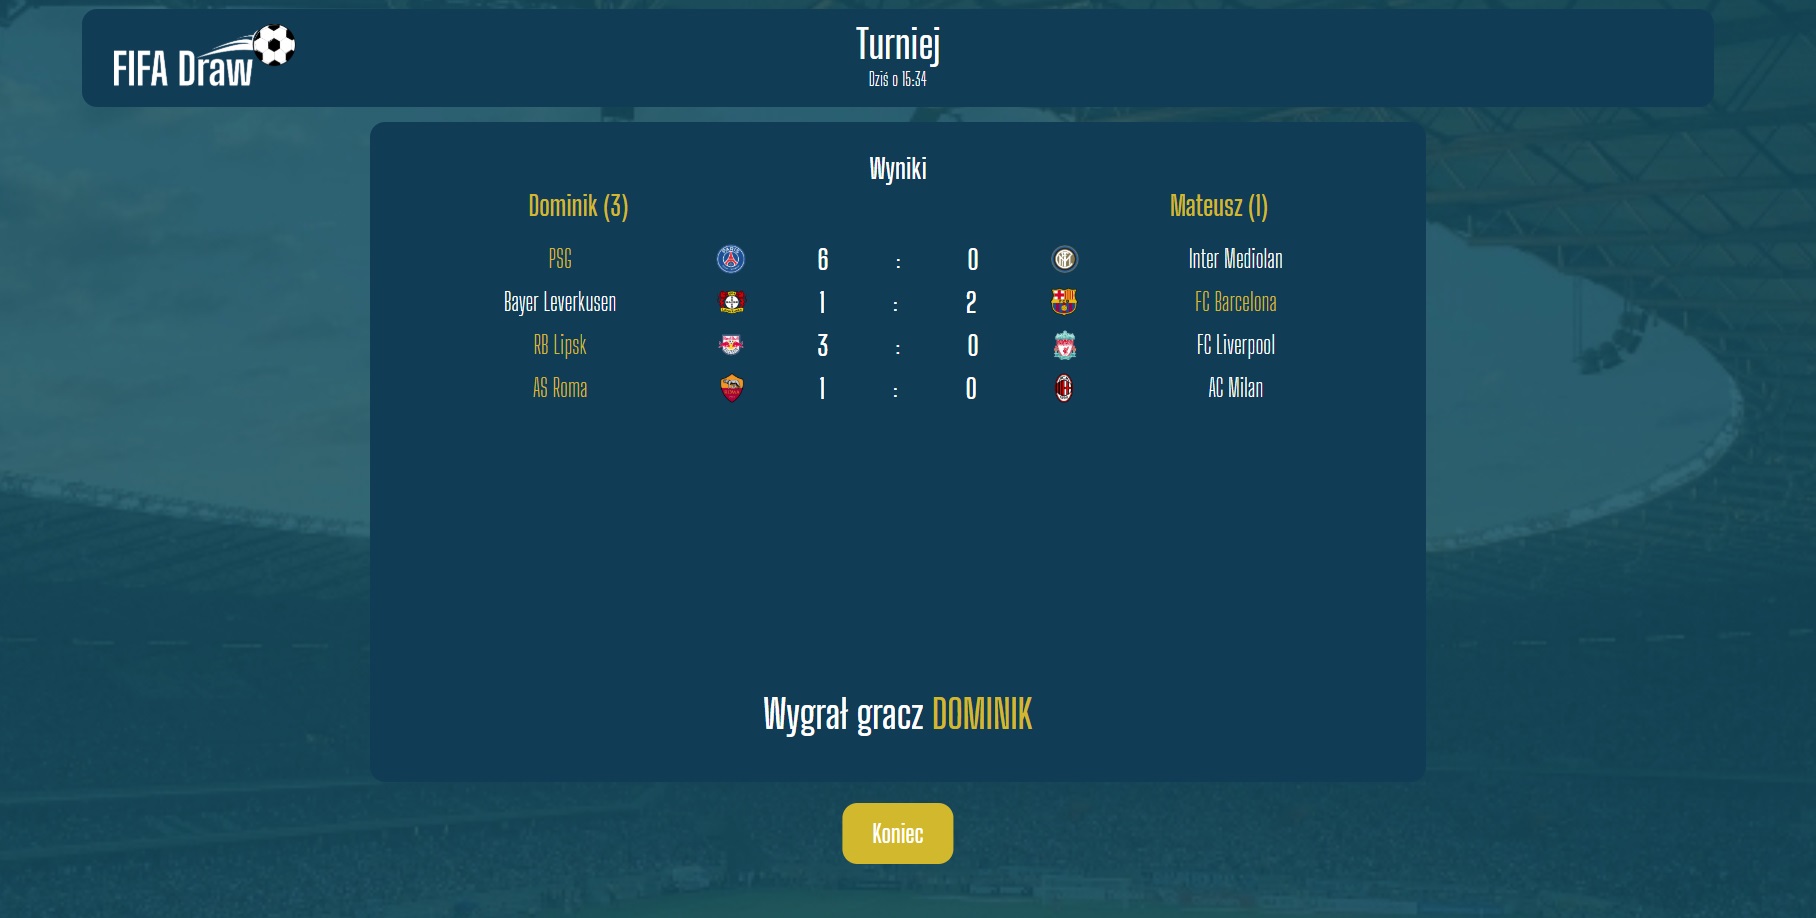 FIFA Draw
Turniej
Dziś o 15:34
Wyniki
Dominik (3) Mateusz (1)
PSG 6 : 0 Inter Mediolan
Bayer Leverkusen 1 : 2 FC Barcelona
RB Lipsk 3 : 0 FC Liverpool
AS Roma 1 : 0 AC Milan
Wygrał gracz DOMINIK
Koniec